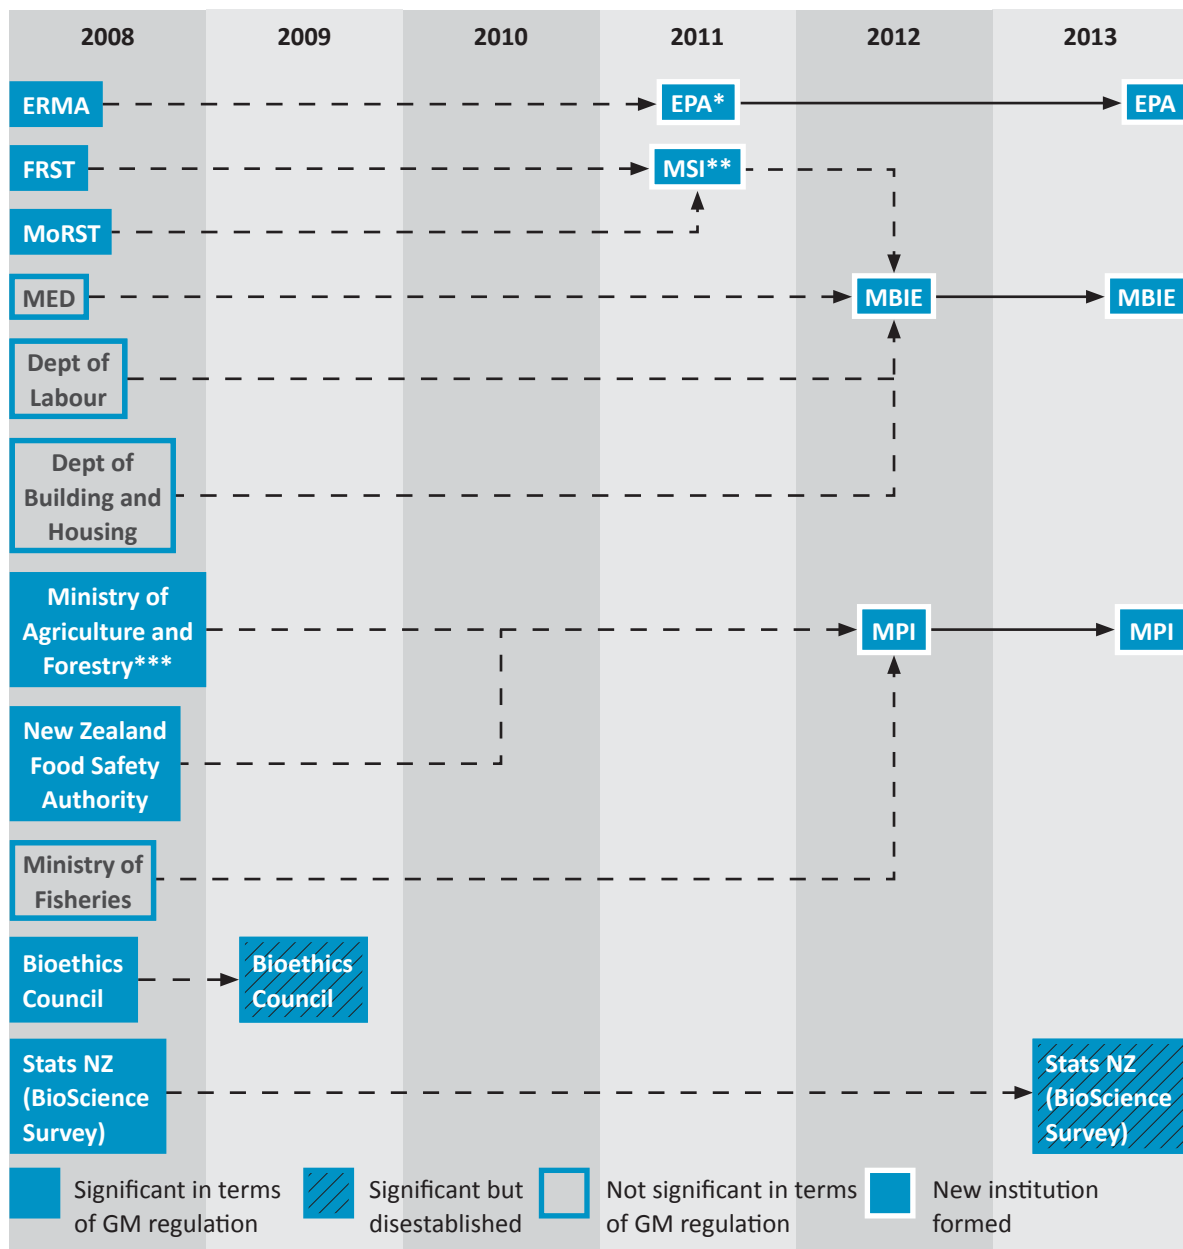 2008 2009 2010 2011 2012 2013
ERMA EPA* EPA
FRST MSI**
MoRST
MED MBIE MBIE
Dept of
Labour
Dept of
Building and
Housing
Ministry of
Agriculture and
Forestry***
MPI MPI
New Zealand
Food Safety
Authority
Ministry of
Fisheries
Bioethics
Council
Bioethics
Council
Stats NZ
(BioScience
Survey)
Stats NZ
(BioScience
Survey)
Significant in terms
of GM regulation
Significant but
disestablished
Not significant in terms
of GM regulation
New institution
formed